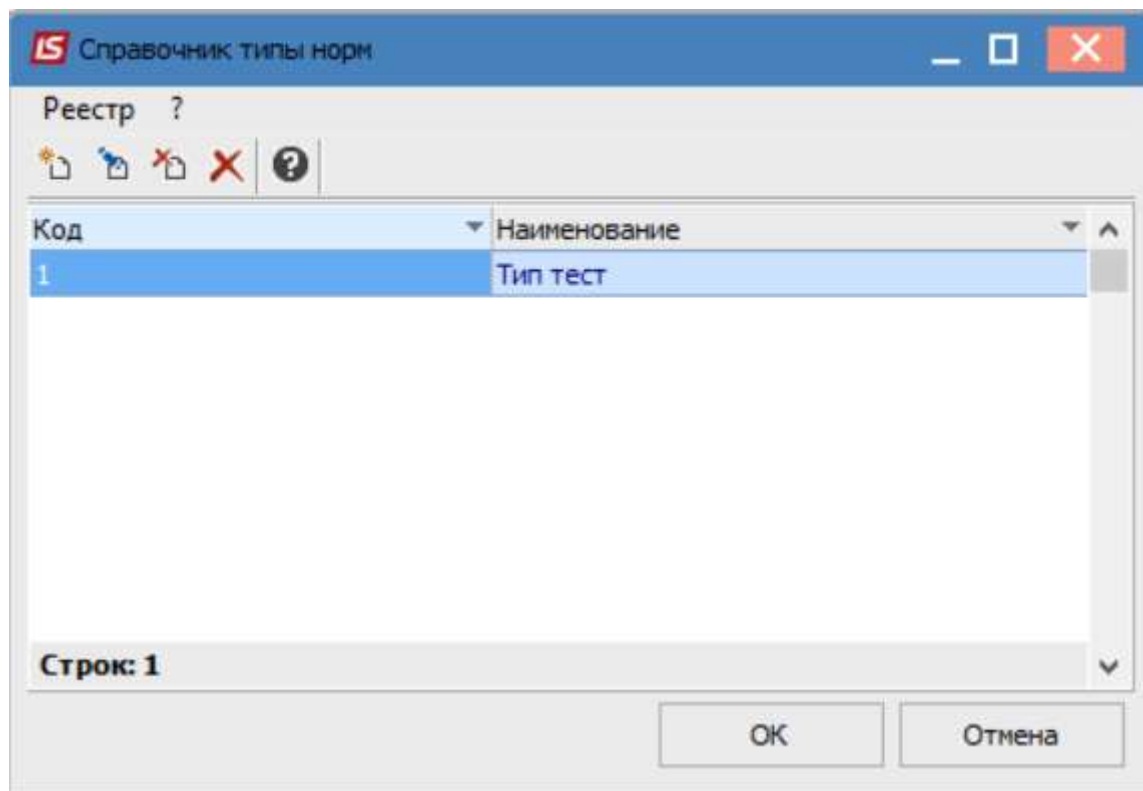 IS Справочник типы норм
Реестр ?
Код Наименование
1 Тип тест
Строк: 1
ОК Отмена